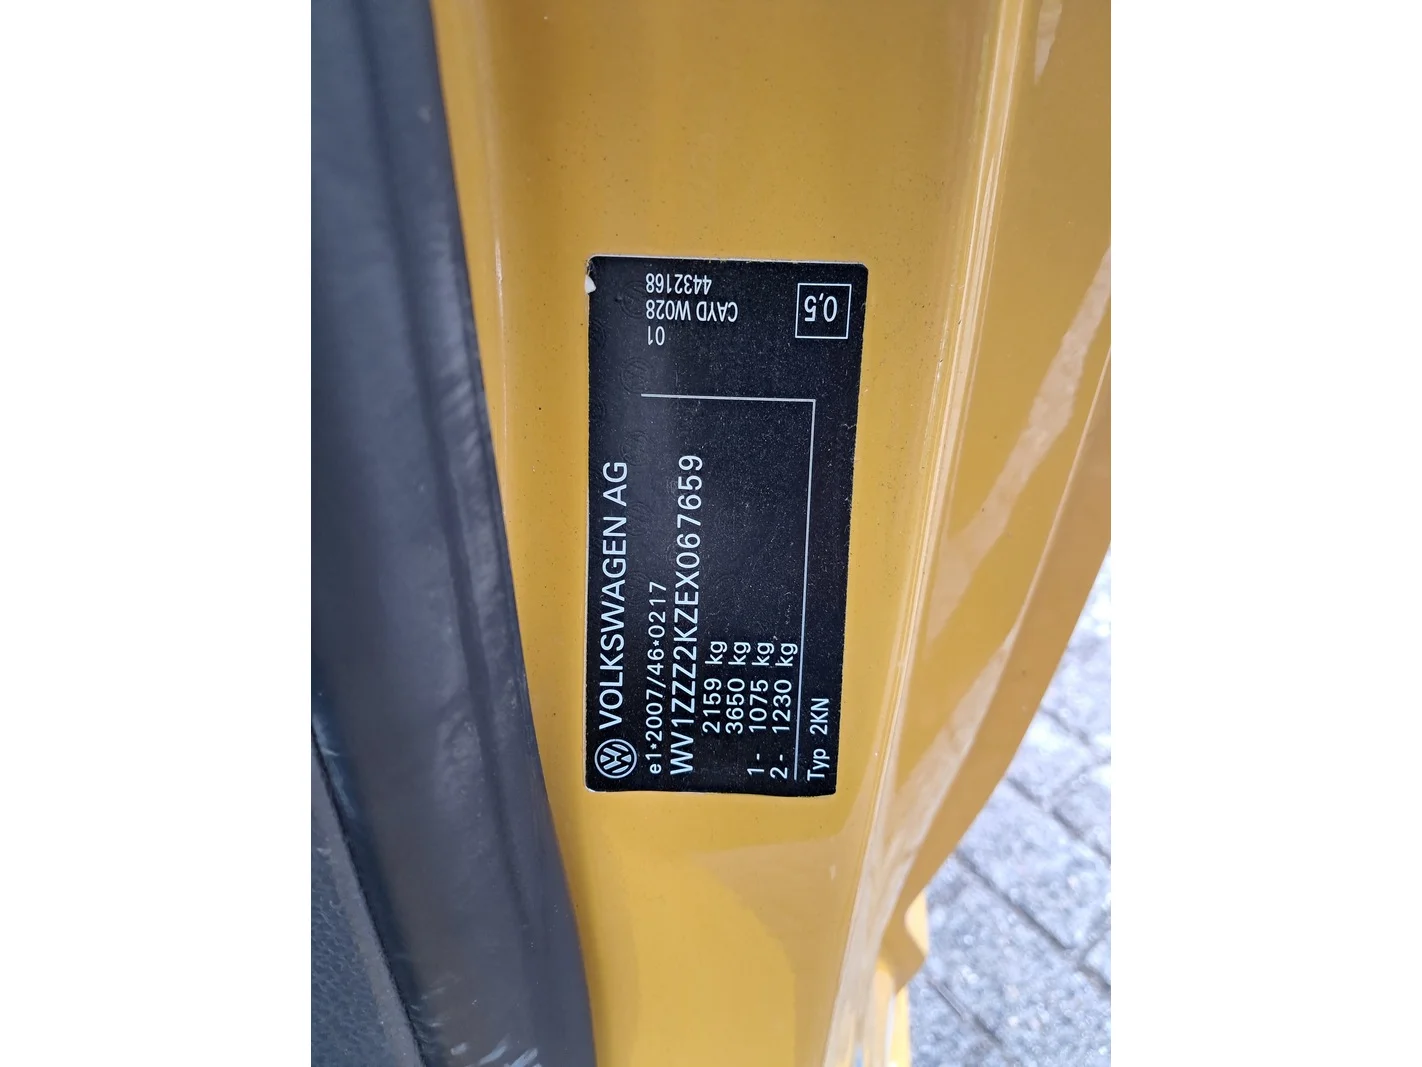 VOLKSWAGEN AG
e1*2007/46*0217
WV1ZZZ2KZEX067659
2159 kg
3650 kg
1- 1075 kg
2- 1230 kg
Typ 2KN
01
CAYD W028
4432168
0,5